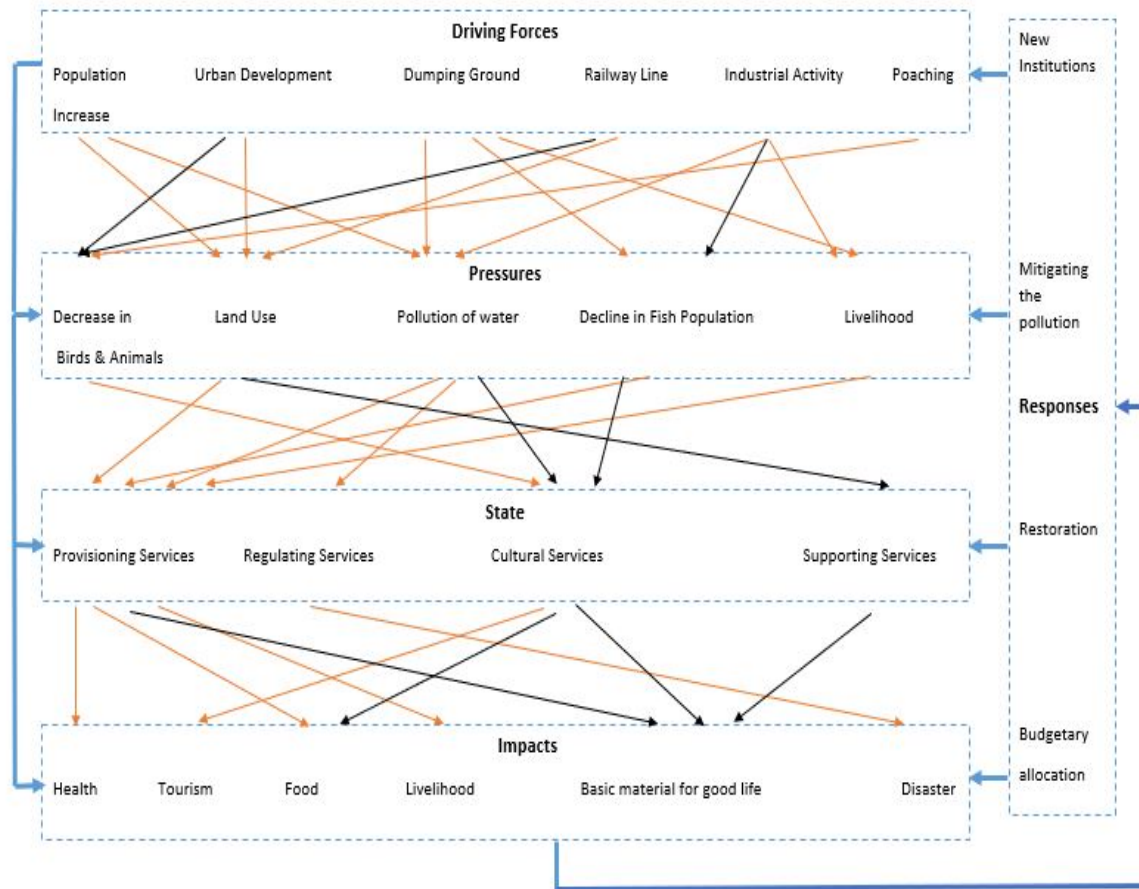 Driving Forces
Population Urban Development Dumping Ground Railway Line Industrial Activity Poaching
Increase
New
Institutions
Pressures
Decrease in Land Use Pollution of water Decline in Fish Population Livelihood
Birds & Animals
Mitigating
the
pollution
Responses
State
Provisioning Services Regulating Services Cultural Services Supporting Services
Restoration
Impacts
Health Tourism Food Livelihood Basic material for good life Disaster
Budgetary
allocation